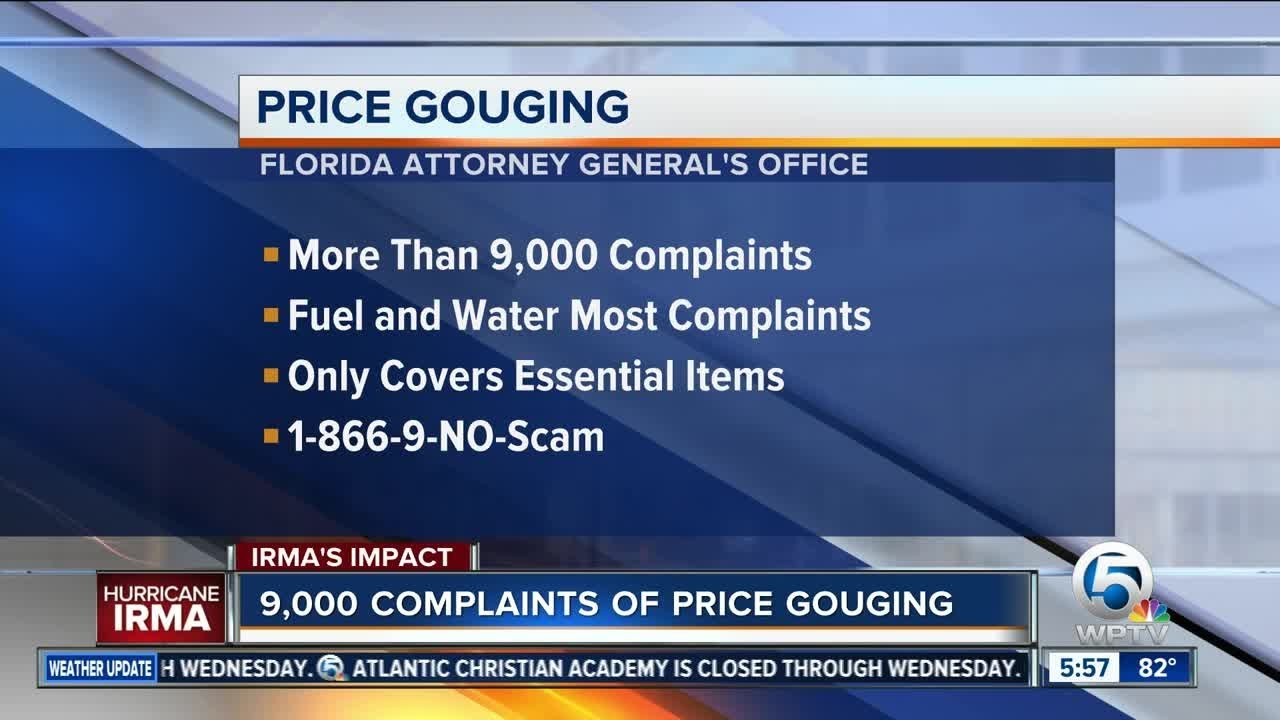 PRICE GOUGING
FLORIDA ATTORNEY GENERAL'S OFFICE
More Than 9,000 Complaints
Fuel and Water Most Complaints
Only Covers Essential Items
1-866-9-NO-Scam
IRMA'S IMPACT
HURRICANE
IRMA
9,000 COMPLAINTS OF PRICE GOUGING
5
WPTV
WEATHER UPDATE H WEDNESDAY. 5 ATLANTIC CHRISTIAN ACADEMY IS CLOSED THROUGH WEDNESDAY.
5:57 82°